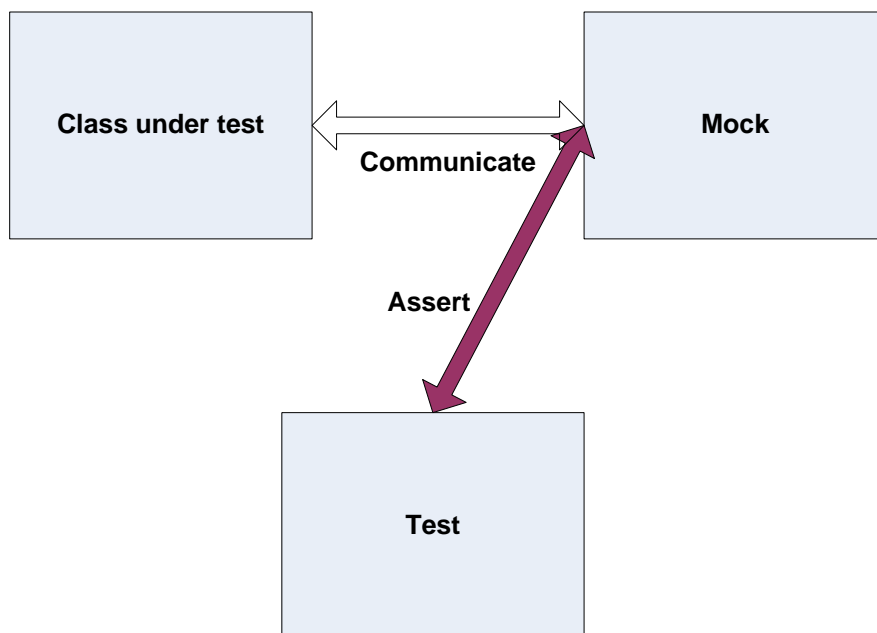 Class under test
Mock
Communicate
Assert
Test